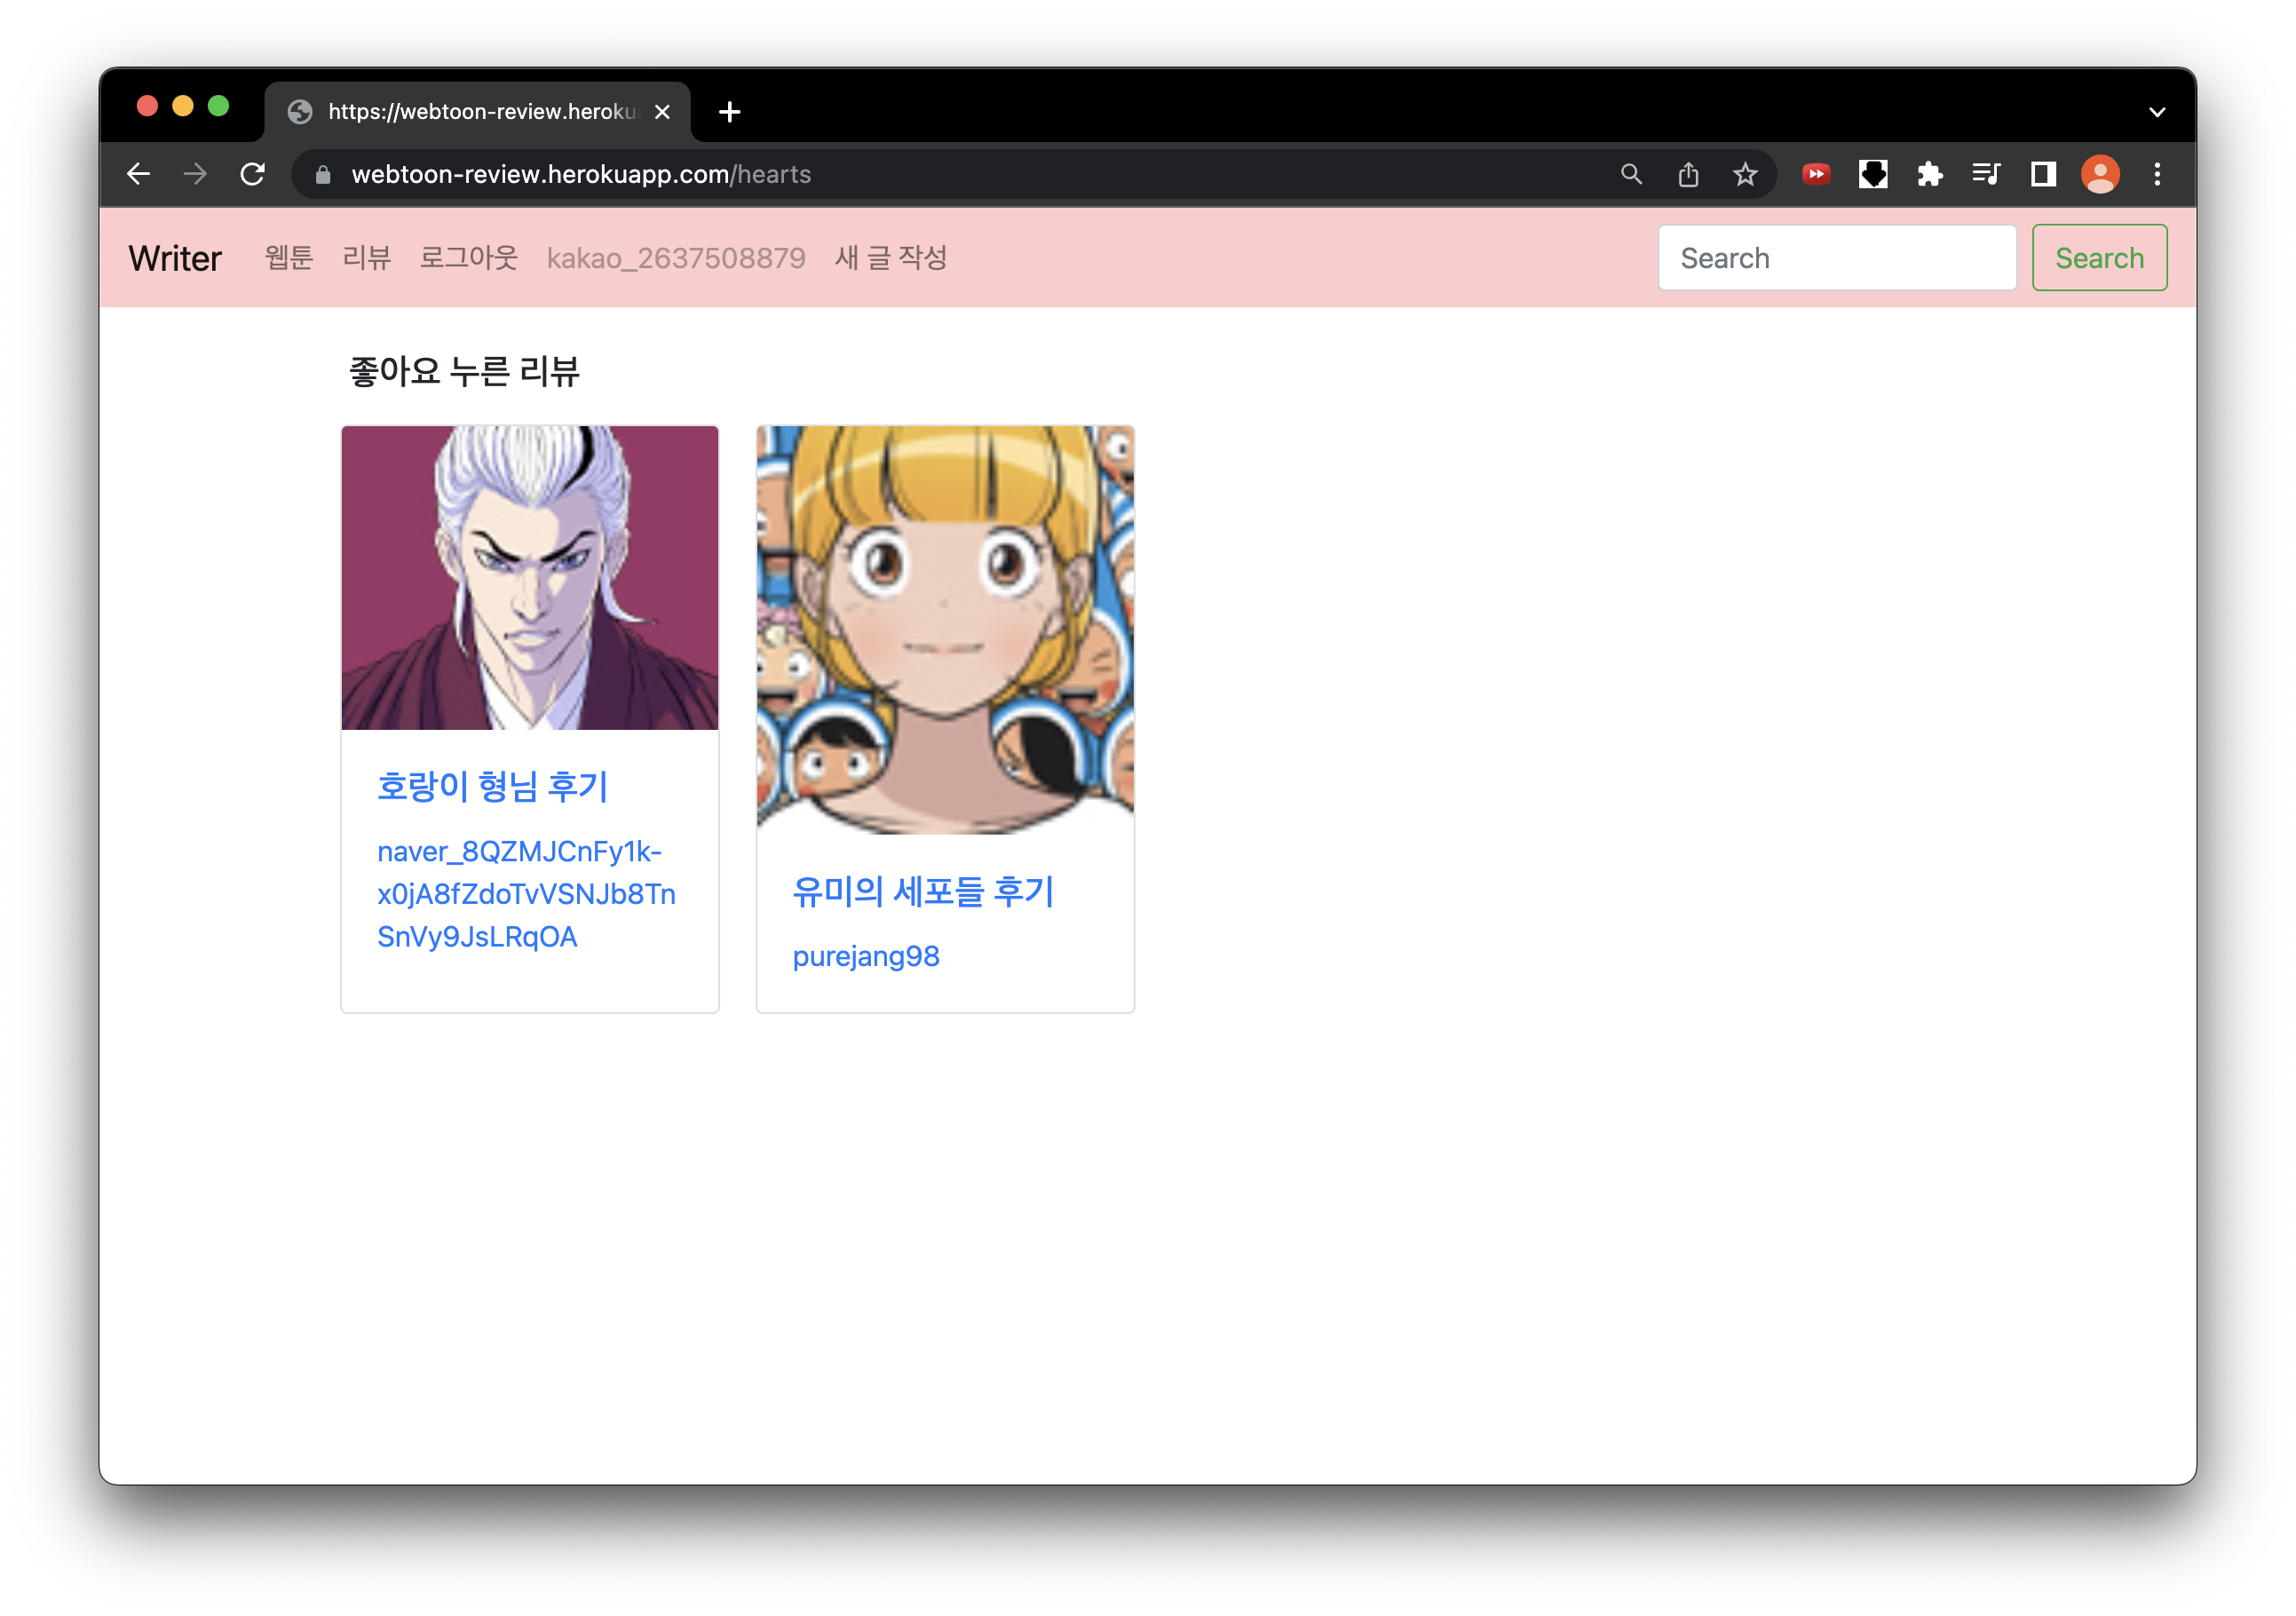 https://webtoon-review.heroku
webtoon-review.herokuapp.com/hearts
Writer 웹툰 리뷰 로그아웃 kakao_2637508879 새 글 작성 Search Search
좋아요 누른 리뷰
호랑이 형님 후기
naver_8QZMJCnFy1k-
x0jA8fZdoTvVSNJb8Tn
SnVy9JsLRqOA
유미의 세포들 후기
purejang98